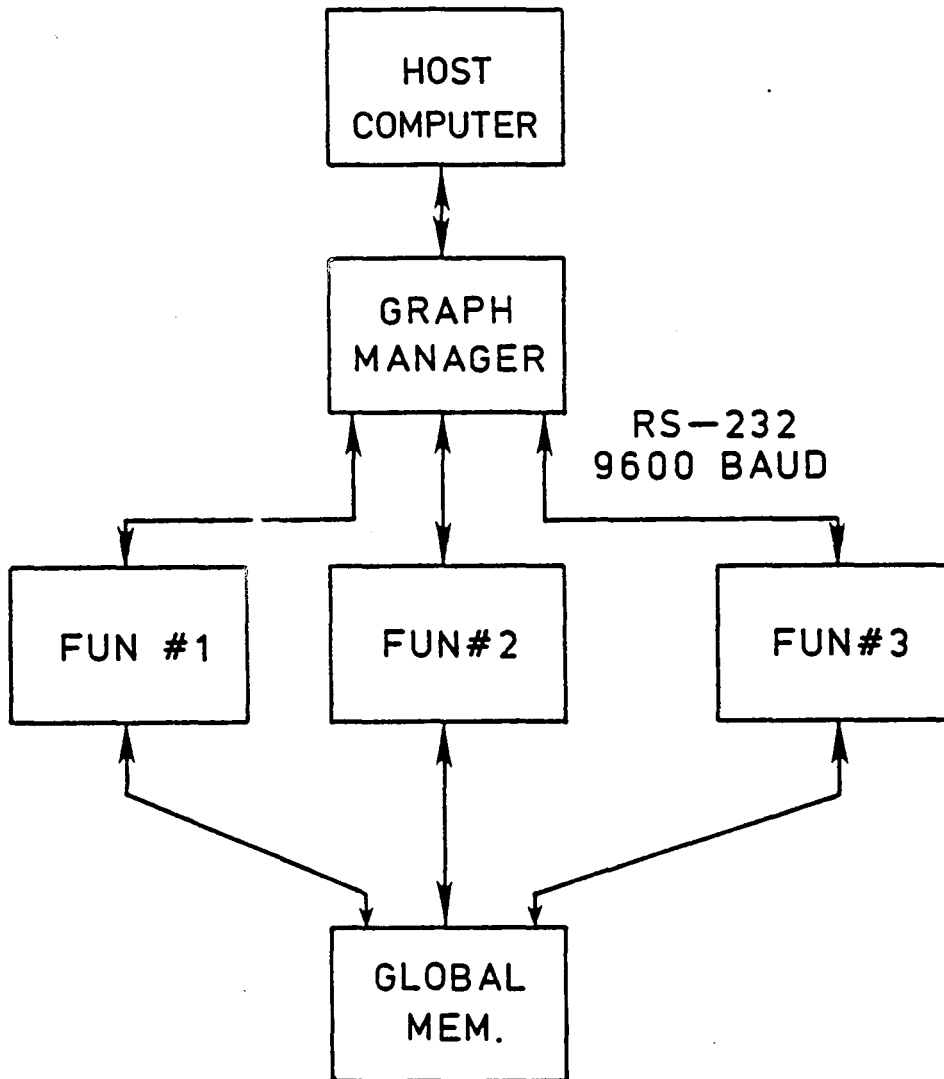 HOST
COMPUTER
GRAPH
MANAGER
RS-232
9600 BAUD
FUN #1
FUN#2
FUN#3
GLOBAL
MEM.